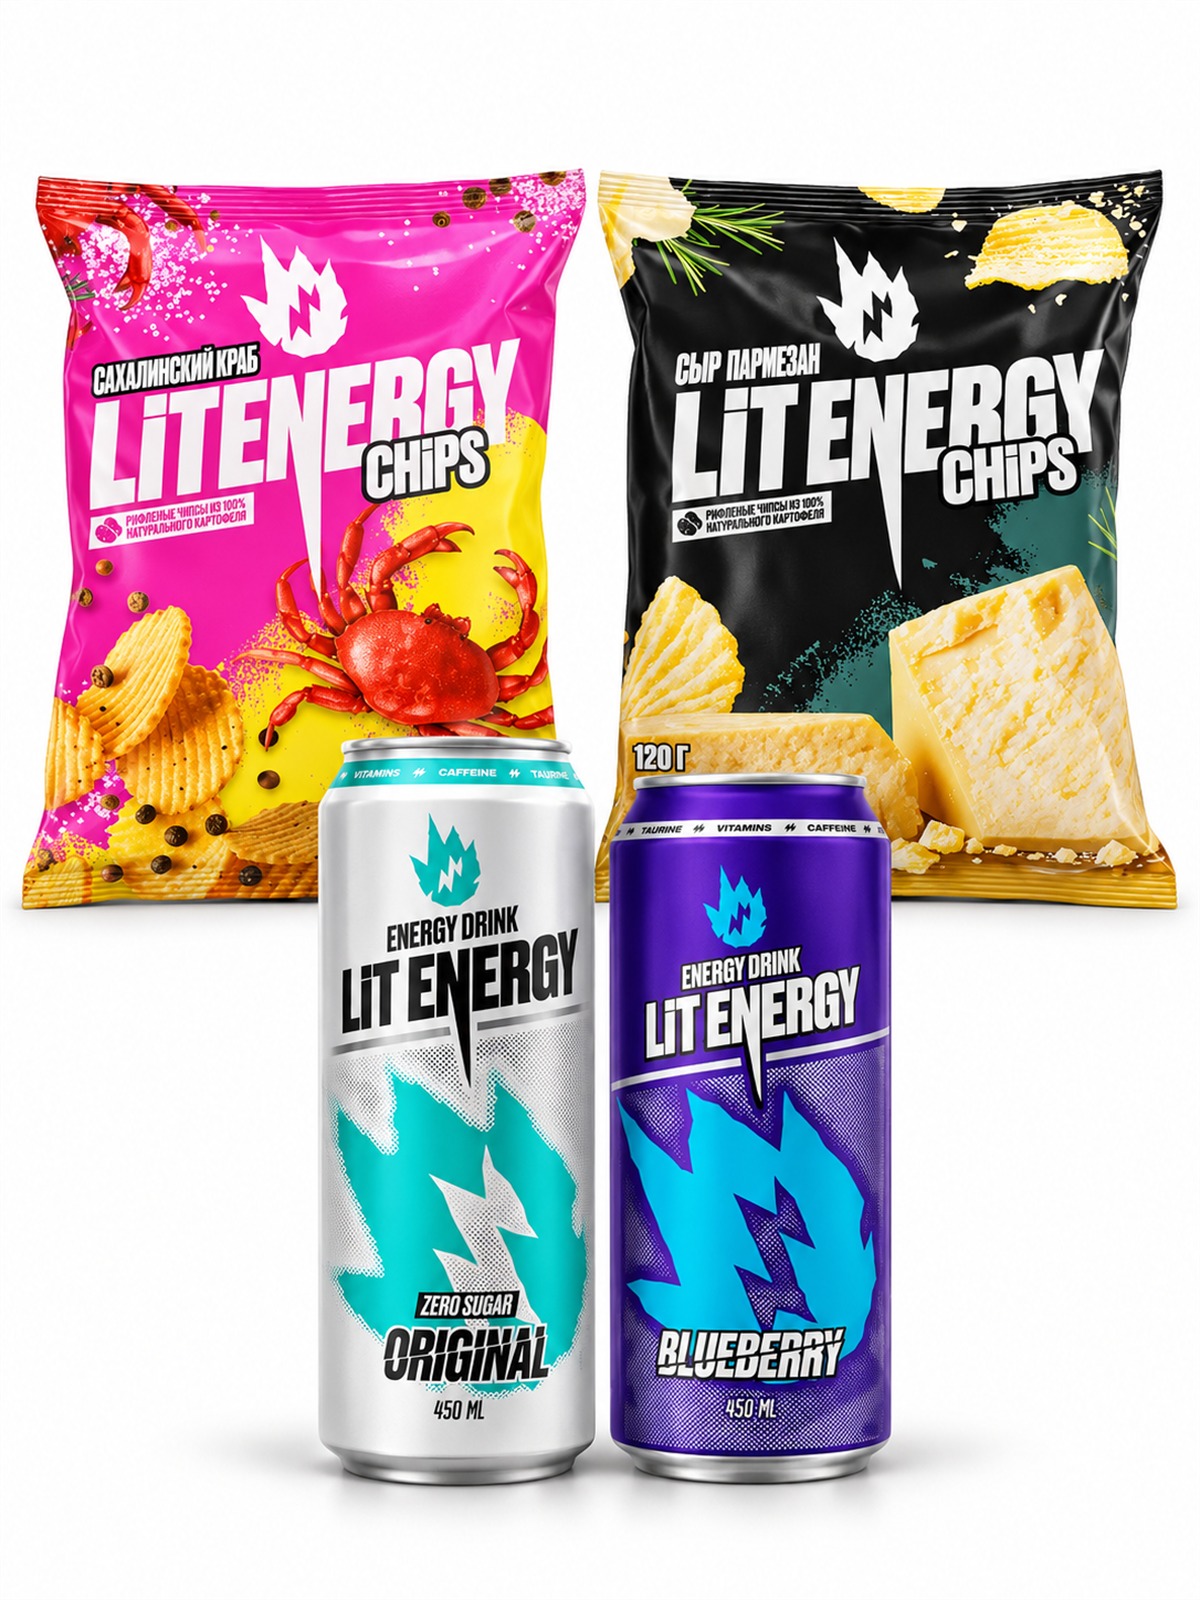 САХАЛИНСКИЙ КРАБ
LiTENERGY
CHiPS
РИФЛЕНЫЕ ЧИПСЫ ИЗ 100%
НАТУРАЛЬНОГО КАРТОФЕЛЯ
СЫР ПАРМЕЗАН
LiTENERGY
CHiPS
РИФЛЕНЫЕ ЧИПСЫ ИЗ 100%
НАТУРАЛЬНОГО КАРТОФЕЛЯ
120 Г
VITAMINS CAFFEINE TAURINE
ENERGY DRINK
LiT ENERGY
ZERO SUGAR
ORIGINAL
450 ML
TAURINE VITAMINS CAFFEINE
ENERGY DRINK
LiT ENERGY
BLUEBERRY
450 ML